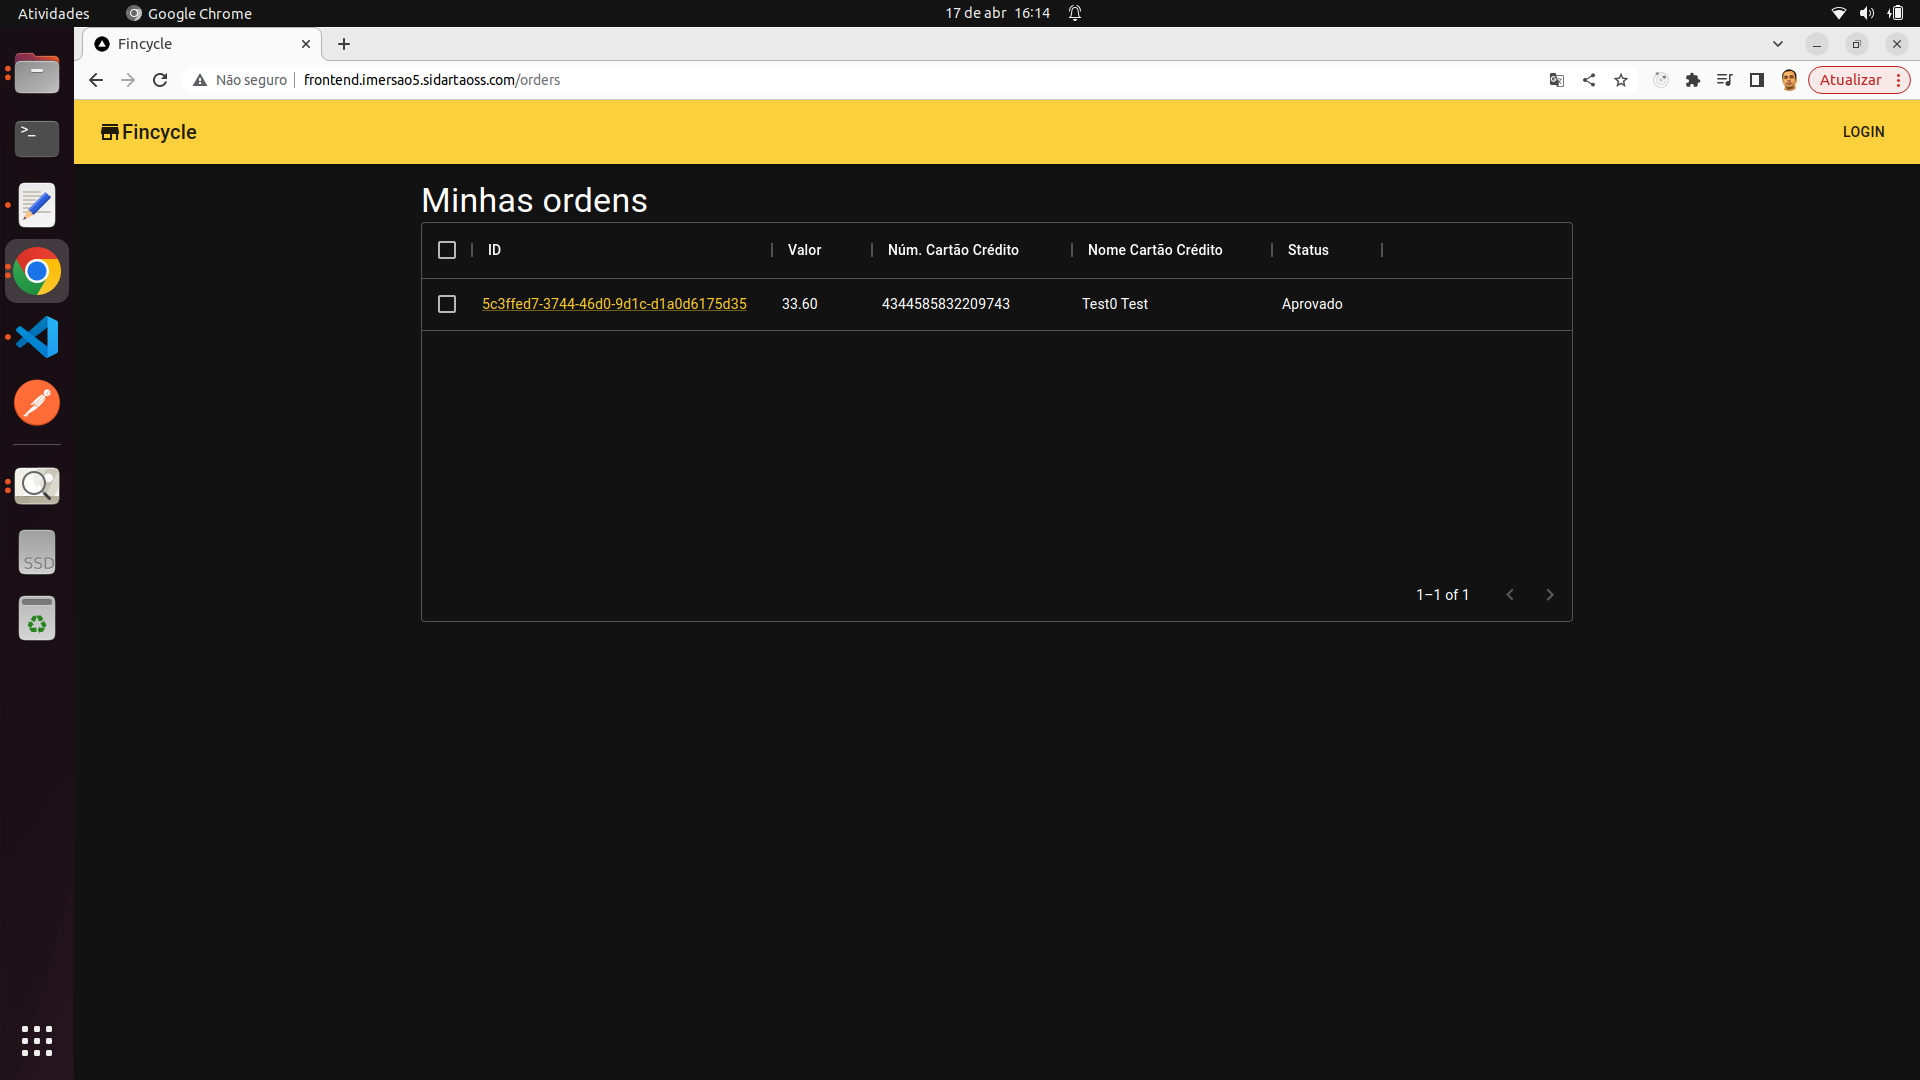 Atividades
Google Chrome
17 de abr 16:14
Fincycle
Não seguro
frontend.imersao5.sidartaoss.com/orders
Atualizar
Fincycle
LOGIN
Minhas ordens
ID
Valor
Núm. Cartão Crédito
Nome Cartão Crédito
Status
5c3ffed7-3744-46d0-9d1c-d1a0d6175d35
33.60
4344585832209743
Test0 Test
Aprovado
1–1 of 1
>_
SSD